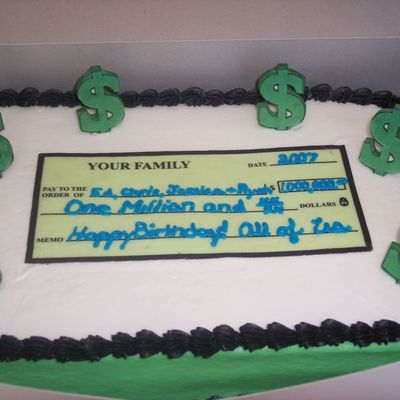 YOUR FAMILY DATE 2007
PAY TO THE ORDER OF Ed, Chris, Jessica + Ryan $ 1,000,000.00
One Million and DOLLARS
MEMO Happy Birthday! All of Us